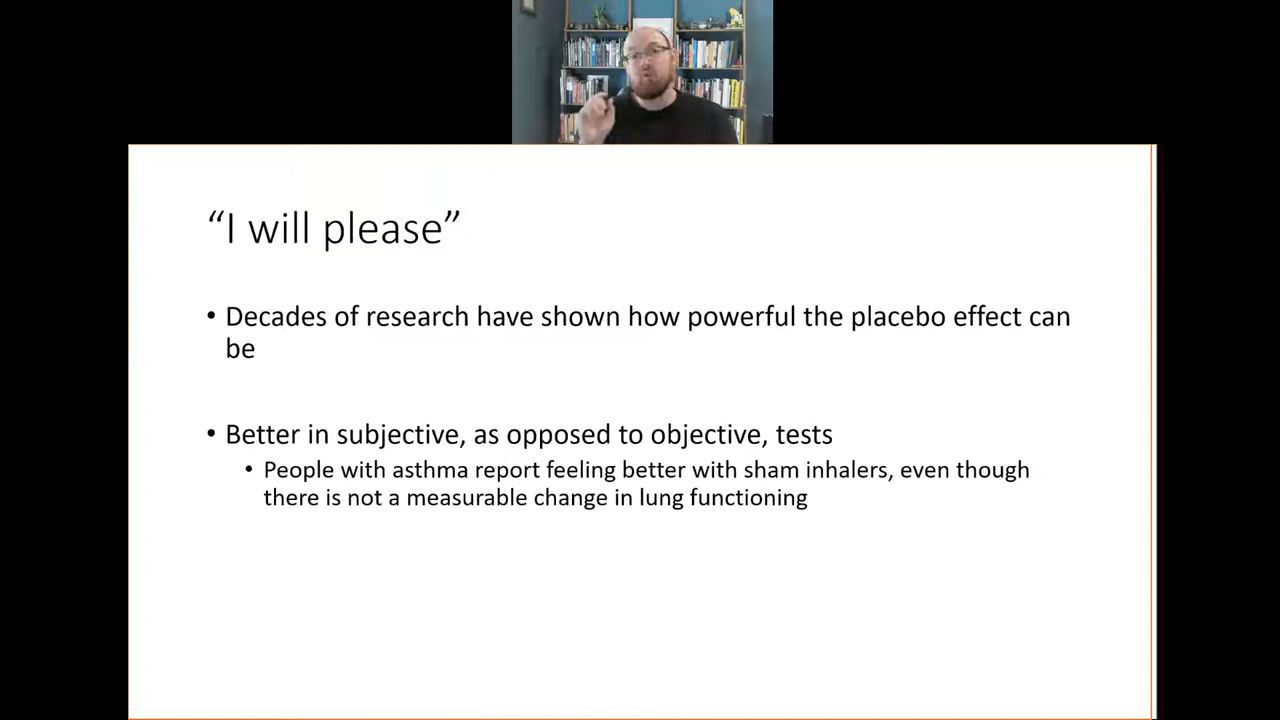 “I will please”
• Decades of research have shown how powerful the placebo effect can
be
• Better in subjective, as opposed to objective, tests
• People with asthma report feeling better with sham inhalers, even though
there is not a measurable change in lung functioning